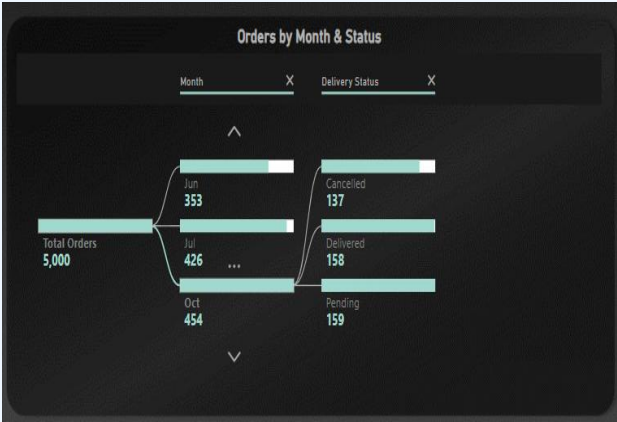 Orders by Month & Status
Month
Delivery Status
Jun
353
Cancelled
137
Total Orders
5,000
Jul
426
...
Delivered
158
Oct
454
Pending
159